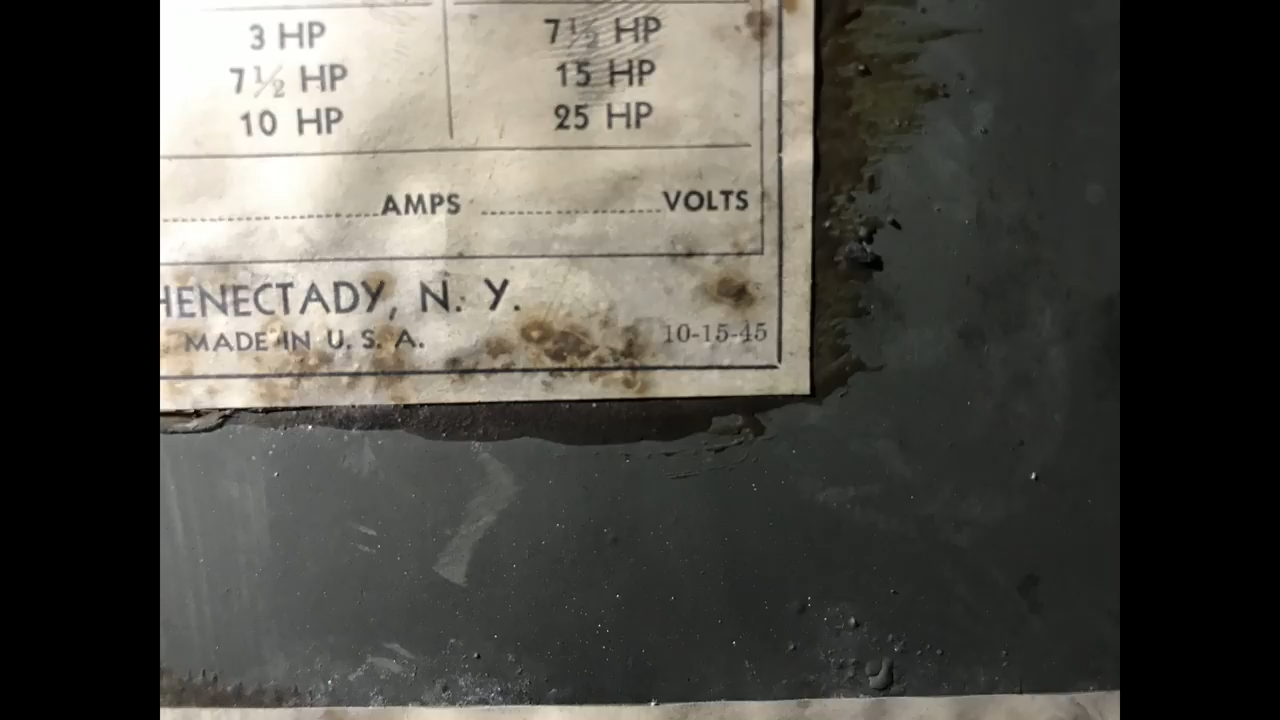 3 HP 7½ HP
7½ HP 15 HP
10 HP 25 HP
AMPS VOLTS
HENECTADY, N. Y.
MADE IN U. S. A. 10-15-45